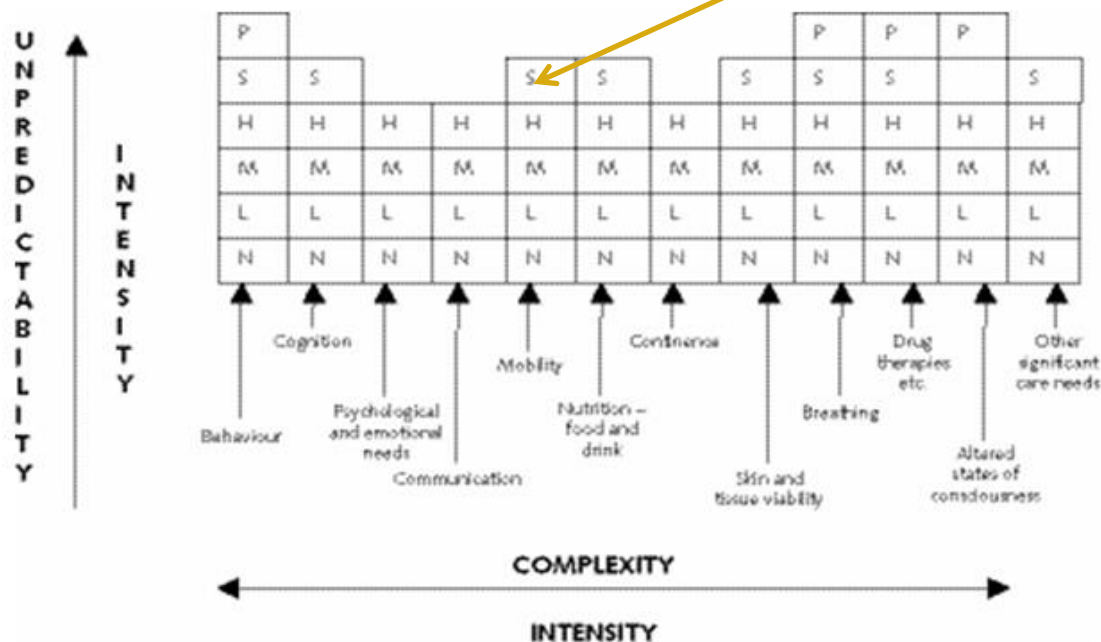 UNPREDICTABILITY
INTENSITY
P P P P
S S S S S S S S
H H H H H H H H H H H H
M M M M M M M M M M M M
L L L L L L L L L L L L
N N N N N N N N N N N N
Behaviour
Cognition
Psychological
and emotional
needs
Communication
Mobility
Nutrition –
food and
drink
Continence
Skin and
tissue viability
Breathing
Drug
therapies
etc.
Altered
states of
consciousness
Other
significant
care needs
COMPLEXITY
INTENSITY